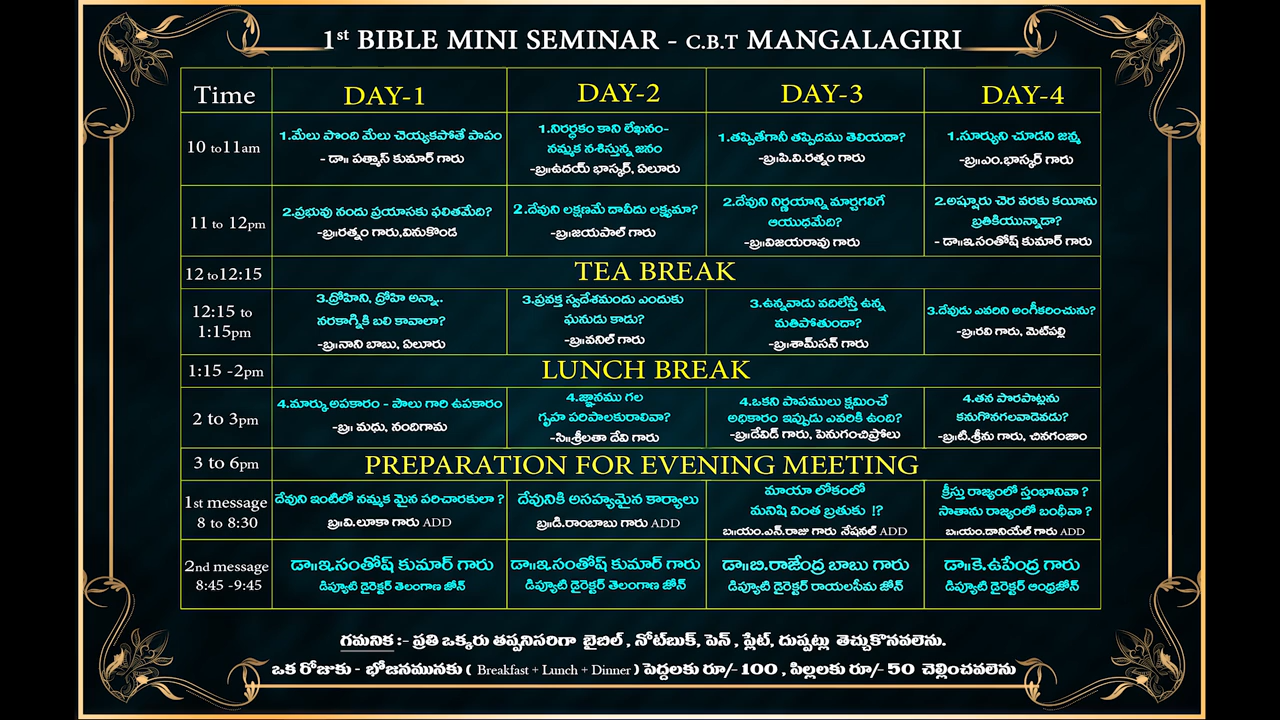 1st BIBLE MINI SEMINAR - C.B.T MANGALAGIRI
Time DAY-1 DAY-2 DAY-3 DAY-4
10 to11am
1.మేలు పొంది మేలు చెయ్యకపోతే పాపం
- డా॥ పత్మాస్ కుమార్ గారు
1.నిరర్ధకం కాని లేఖనం-
నమ్మక నశిస్తున్న జనం
-బ్ర॥ఉదయ్ భాస్కర్, ఏలూరు
1.తప్పితేగానీ తప్పిదము తెలియదా?
-బ్ర॥పి.వి.రత్నం గారు
1.సూర్యుని చూడని జన్మ
-బ్ర॥ఎం.భాస్కర్ గారు
11 to 12pm
2.ప్రభువు నందు ప్రయాసకు ఫలితమేది?
-బ్ర॥రత్నం గారు,వినుకొండ
2.దేవుని లక్షణమే దావీదు లక్ష్యమా?
-బ్ర॥జయపాల్ గారు
2.దేవుని నిర్ణయాన్ని మార్చగలిగే
ఆయుధమేది?
-బ్ర॥విజయరావు గారు
2.అష్షూరు చెర వరకు కయీను
బ్రతికియున్నాడా?
- డా॥ఇ.సంతోష్ కుమార్ గారు
12 to12:15 TEA BREAK
12:15 to
1:15pm
3.ద్రోహిని, ద్రోహి అన్నా..
నరకాగ్నికి బలి కావాలా?
-బ్ర॥నాని బాబు, ఏలూరు
3.ప్రవక్త స్వదేశమందు ఎందుకు
ఘనుడు కాడు?
-బ్ర॥వనిల్ గారు
3.ఉన్నవాడు వదిలేస్తే ఉన్న
మతిపోతుందా?
-బ్ర॥శామ్‌సన్ గారు
3.దేవుడు ఎవరిని అంగీకరించును?
-బ్ర॥రవి గారు, మెట్‌పల్లి
1:15 -2pm LUNCH BREAK
2 to 3pm
4.మార్కు అపకారం - పౌలు గారి ఉపకారం
-బ్ర॥ మధు, నందిగామ
4.జ్ఞానము గల
గృహ పరిపాలకురాలివా?
-సి॥శ్రీలతా దేవి గారు
4.ఒకని పాపములు క్షమించే
అధికారం ఇప్పుడు ఎవరికి ఉంది?
-బ్ర॥డేవిడ్ గారు, పెనుగంచిప్రోలు
4.తన పొరపాట్లను
కనుగొనగలవాడెవడు?
-బ్ర॥టి.శ్రీను గారు, చినగంజాం
3 to 6pm PREPARATION FOR EVENING MEETING
1st message
8 to 8:30
దేవుని ఇంటిలో నమ్మక మైన పరిచారకులా ?
బ్ర॥వి.లూకా గారు ADD
దేవునికి అసహ్యమైన కార్యాలు
బ్ర॥డి.రాంబాబు గారు ADD
మాయా లోకంలో
మనిషి వింత బ్రతుకు !?
బ॥యం.ఎన్.రాజు గారు నేషనల్ ADD
క్రీస్తు రాజ్యంలో స్తంభానివా ?
సాతాను రాజ్యంలో బంధీవా ?
బ॥యం.డానియేల్ గారు ADD
2nd message
8:45 -9:45
డా॥ఇ.సంతోష్ కుమార్ గారు
డిప్యూటి డైరెక్టర్ తెలంగాణ జోన్
డా॥ఇ.సంతోష్ కుమార్ గారు
డిప్యూటి డైరెక్టర్ తెలంగాణ జోన్
డా॥బి.రాజేంద్ర బాబు గారు
డిప్యూటి డైరెక్టర్ రాయలసీమ జోన్
డా॥కె.ఉపేంద్ర గారు
డిప్యూటి డైరెక్టర్ ఆంధ్రజోన్
గమనిక :- ప్రతి ఒక్కరు తప్పనిసరిగా బైబిల్ , నోట్‌బుక్, పెన్ , ప్లేట్, దుప్పట్లు తెచ్చుకొనవలెను.
ఒక రోజుకు - భోజనమునకు ( Breakfast + Lunch + Dinner ) పెద్దలకు రూ/- 100 , పిల్లలకు రూ/- 50 చెల్లించవలెను